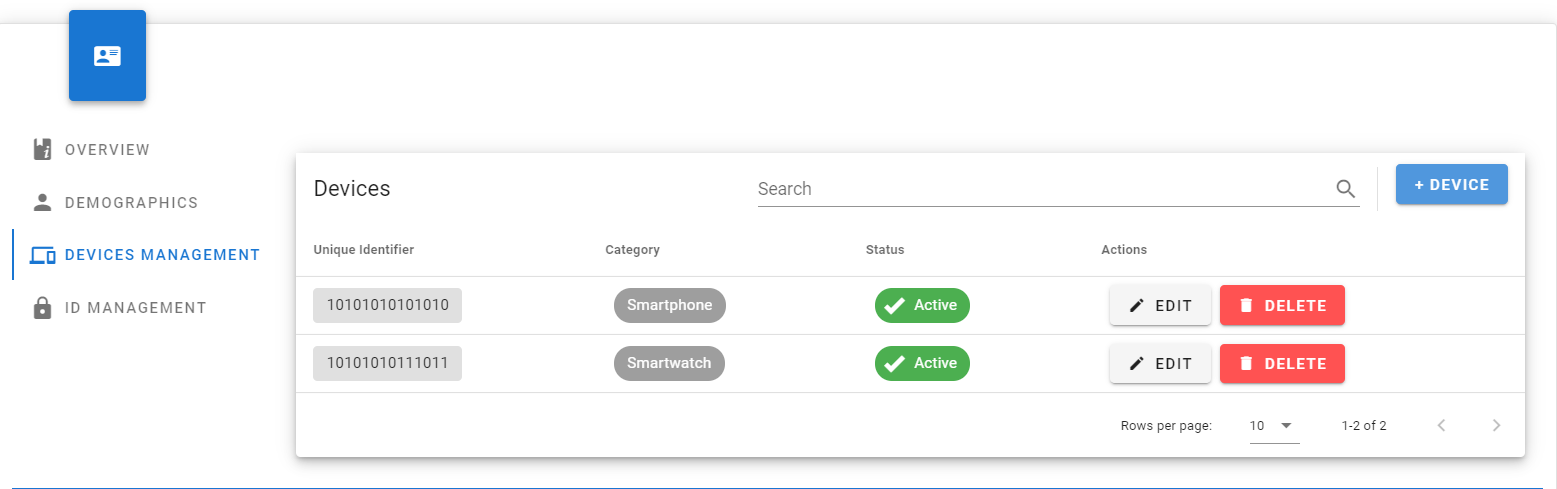 OVERVIEW
DEMOGRAPHICS
DEVICES MANAGEMENT
ID MANAGEMENT
Devices
Search
+ DEVICE
Unique Identifier Category Status Actions
10101010101010 Smartphone Active EDIT DELETE
10101010111011 Smartwatch Active EDIT DELETE
Rows per page: 10 1-2 of 2